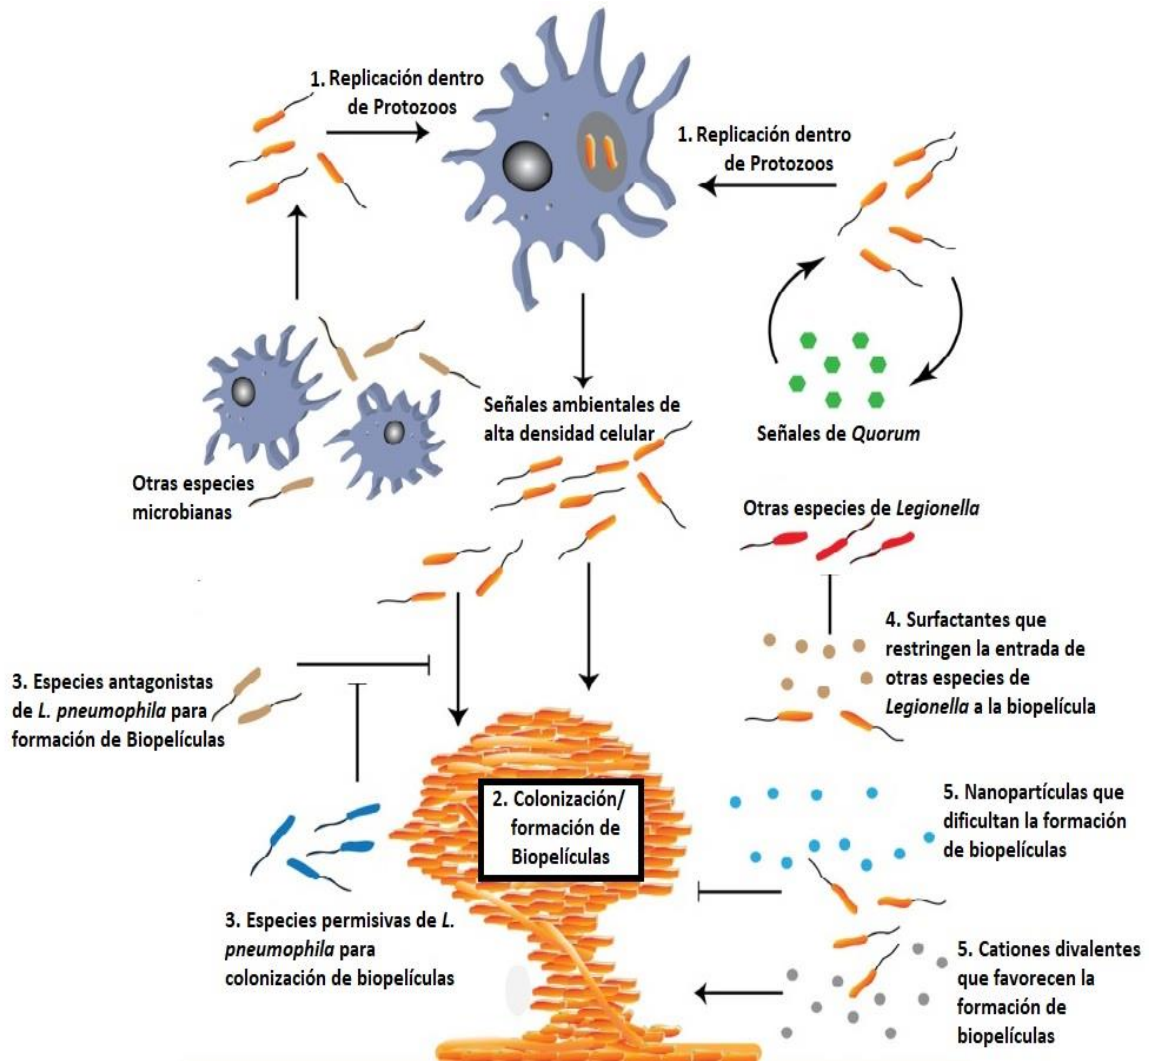 1. Replicación dentro
de Protozoos
1. Replicación dentro
de Protozoos
Señales ambientales de
alta densidad celular
Señales de Quorum
Otras especies
microbianas
Otras especies de Legionella
4. Surfactantes que
restringen la entrada de
otras especies de
Legionella a la biopelícula
3. Especies antagonistas
de L. pneumophila para
formación de Biopelículas
2. Colonización/
formación de
Biopelículas
5. Nanopartículas que
dificultan la formación
de biopelículas
3. Especies permisivas de L.
pneumophila para
colonización de biopelículas
5. Cationes divalentes
que favorecen la
formación de
biopelículas